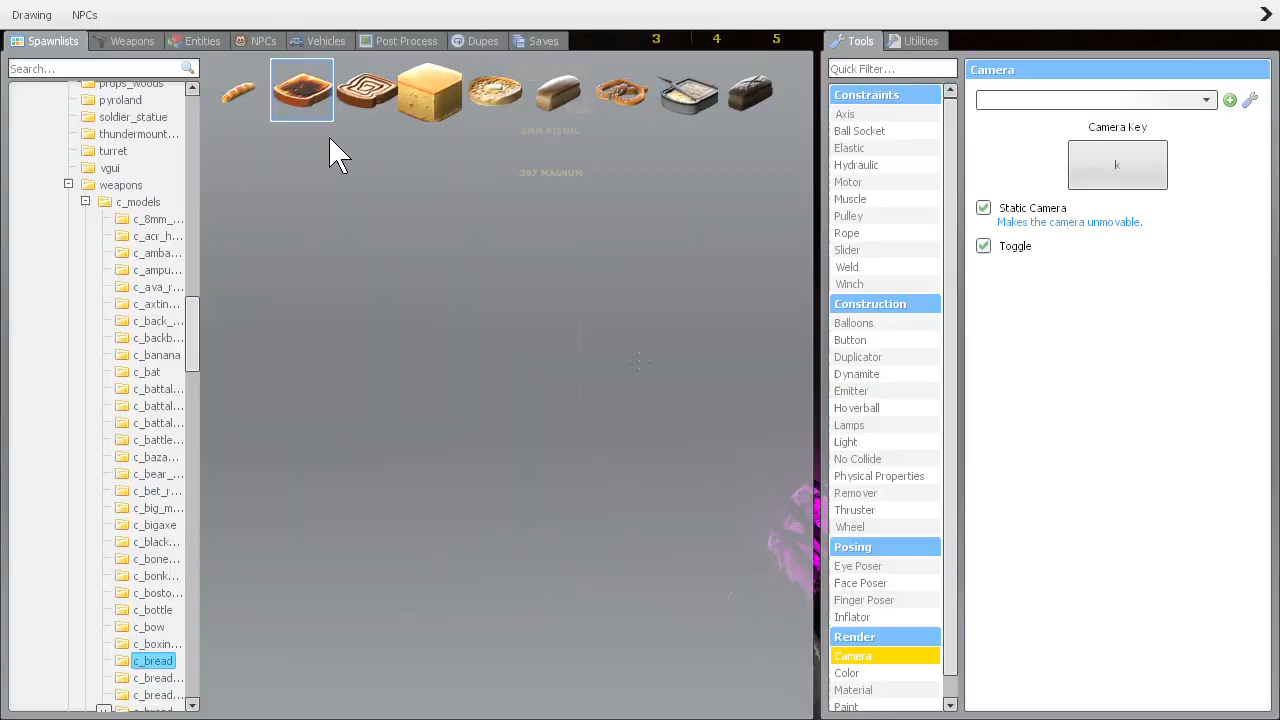 Drawing NPCs
Spawnlists Weapons Entities NPCs Vehicles Post Process Dupes Saves
3 4 5
Tools Utilities
Search...
props_woods
pyroland
soldier_statue
thundermount...
turret
vgui
weapons
c_models
c_8mm_...
c_acr_h...
c_amba...
c_ampu...
c_ava_r...
c_axtin...
c_back_...
c_backb...
c_banana
c_bat
c_battal...
c_battal...
c_battal...
c_battle...
c_baza...
c_bear_...
c_bet_r...
c_big_m...
c_bigaxe
c_black...
c_bone...
c_bonk...
c_bosto...
c_bottle
c_bow
c_boxin...
c_bread
c_bread...
c_bread...
c_bread...
.357 MAGNUM
Quick Filter...
Constraints
Axis
Ball Socket
Elastic
Hydraulic
Motor
Muscle
Pulley
Rope
Slider
Weld
Winch
Construction
Balloons
Button
Duplicator
Dynamite
Emitter
Hoverball
Lamps
Light
No Collide
Physical Properties
Remover
Thruster
Wheel
Posing
Eye Poser
Face Poser
Finger Poser
Inflator
Render
Camera
Color
Material
Paint
Camera
Camera Key
k
Static Camera
Makes the camera unmovable.
Toggle